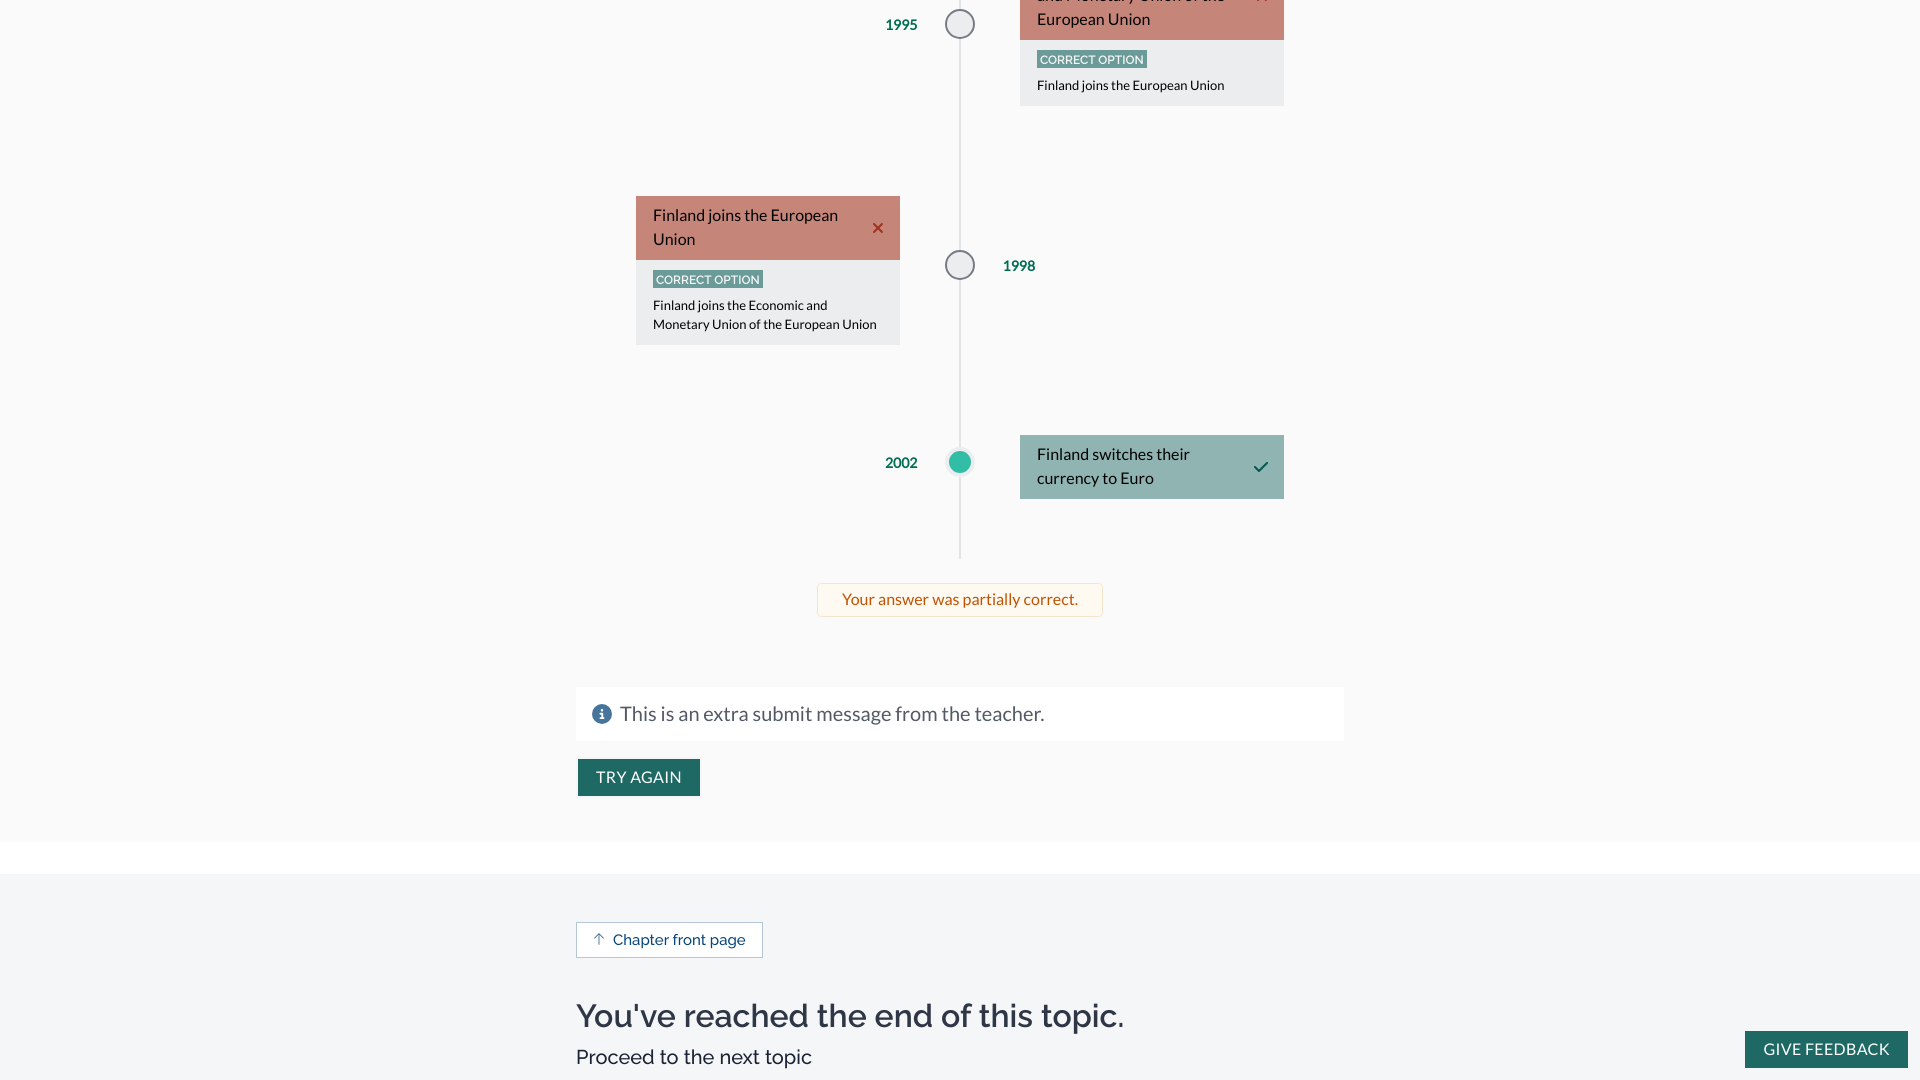 1995
European Union
CORRECT OPTION
Finland joins the European Union
Finland joins the European
Union
CORRECT OPTION
Finland joins the Economic and
Monetary Union of the European Union
1998
2002
Finland switches their
currency to Euro
Your answer was partially correct.
This is an extra submit message from the teacher.
TRY AGAIN
Chapter front page
You've reached the end of this topic.
Proceed to the next topic
GIVE FEEDBACK